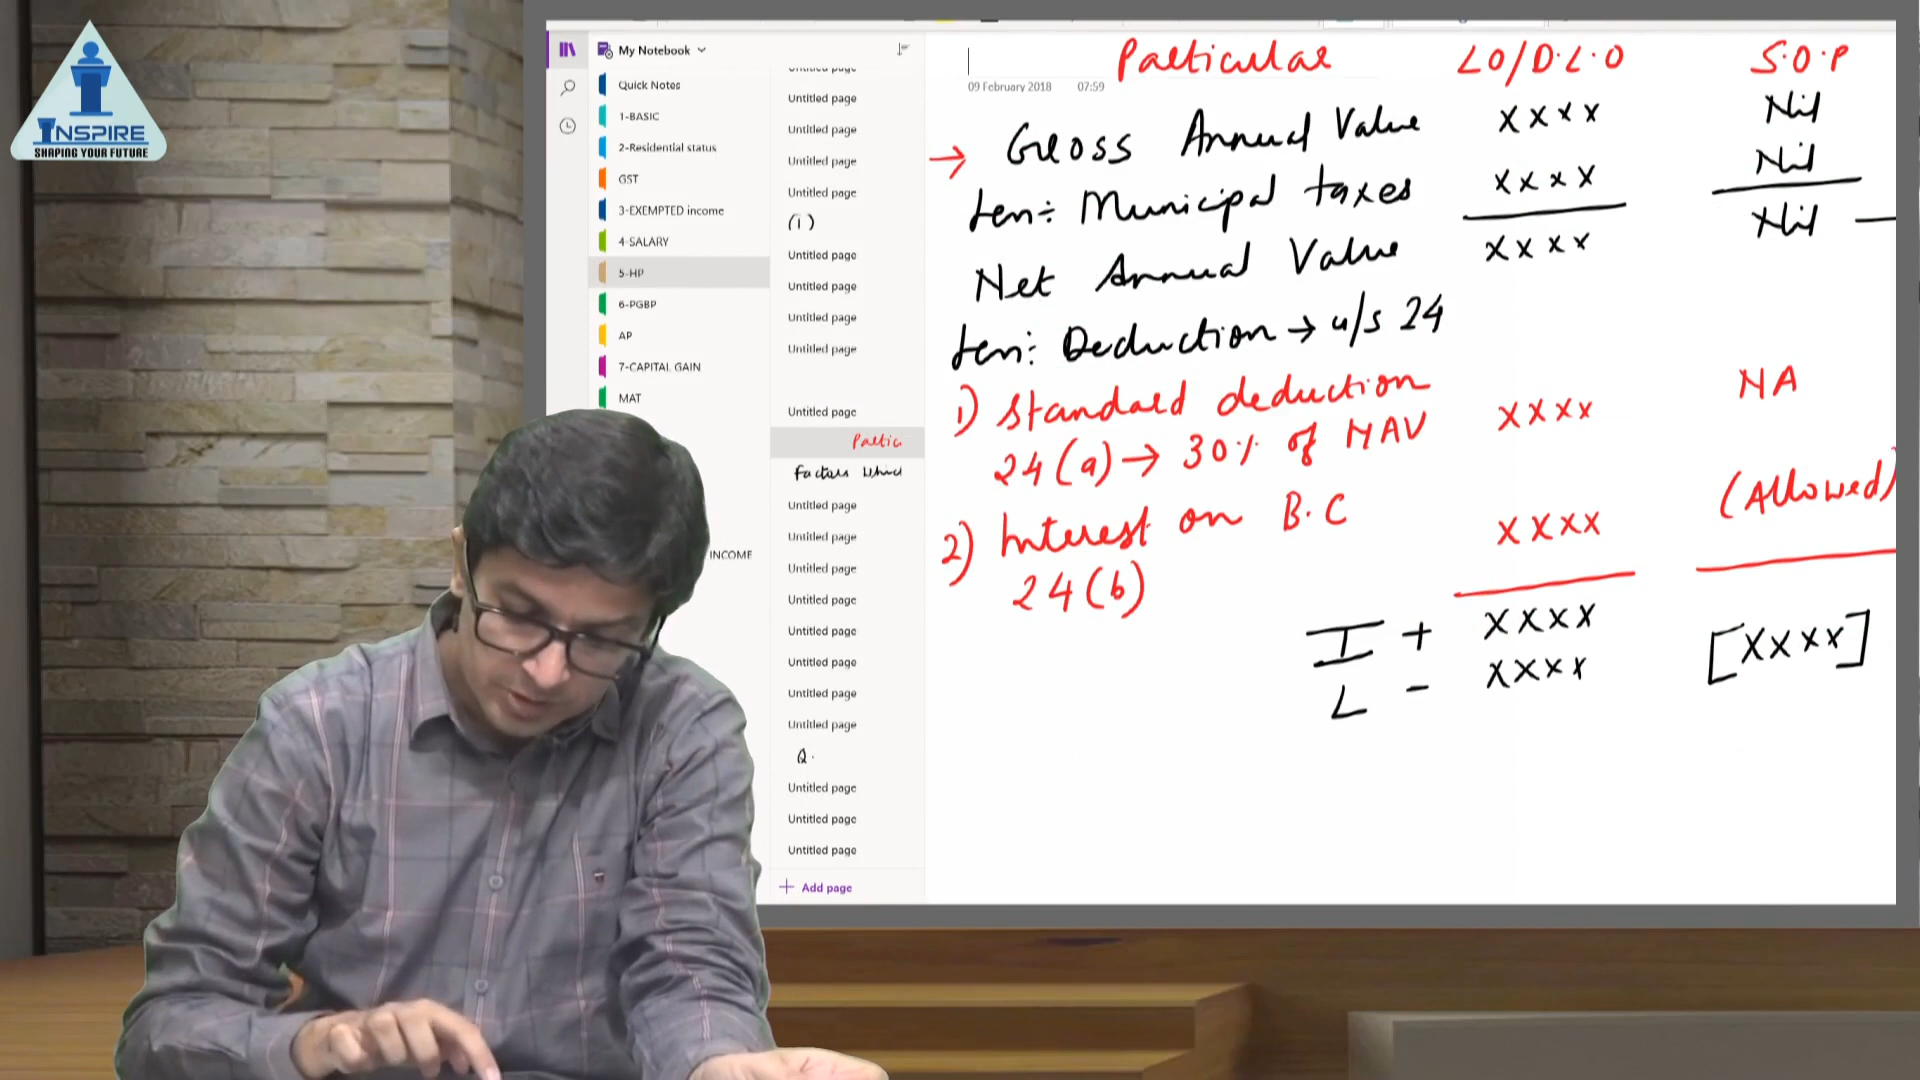 INSPIRE
SHAPING YOUR FUTURE
My Notebook
Quick Notes
1-BASIC
2-Residential status
GST
3-EXEMPTED income
4-SALARY
5-HP
6-PGBP
AP
7-CAPITAL GAIN
MAT
INCOME
Untitled page
Untitled page
Untitled page
Untitled page
Untitled page
(1)
Untitled page
Untitled page
Untitled page
Untitled page
Untitled page
Partic
Factors Which
Untitled page
Untitled page
Untitled page
Untitled page
Untitled page
Untitled page
Untitled page
Untitled page
Q.
Untitled page
Untitled page
Untitled page
+ Add page
09 February 2018 07:59
Particular LO/D.L.O S.O.P
→ Gross Annual Value XXXX Nil
Less: Municipal taxes XXXX Nil
Net Annual Value XXXX Nil
Less: Deduction → u/s 24
1) Standard deduction XXXX NA
24(a) → 30% of NAV
2) Interest on B.C XXXX (Allowed)
24(b)
I + XXXX [XXXX]
L - XXXX